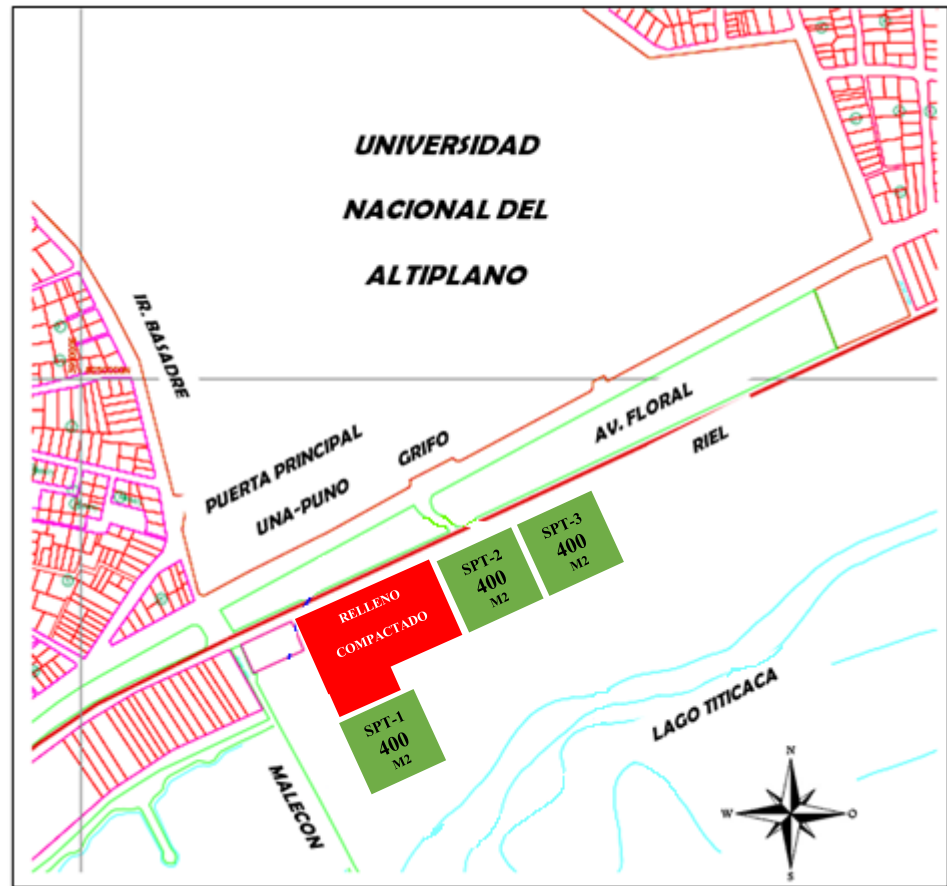 UNIVERSIDAD
NACIONAL DEL
ALTIPLANO
JR. BASADRE
PUERTA PRINCIPAL
UNA-PUNO
GRIFO
AV. FLORAL
RIEL
SPT-3
400
M2
SPT-2
400
M2
RELLENO
COMPACTADO
SPT-1
400
M2
LAGO TITICACA
MALECON
N
W
O
S